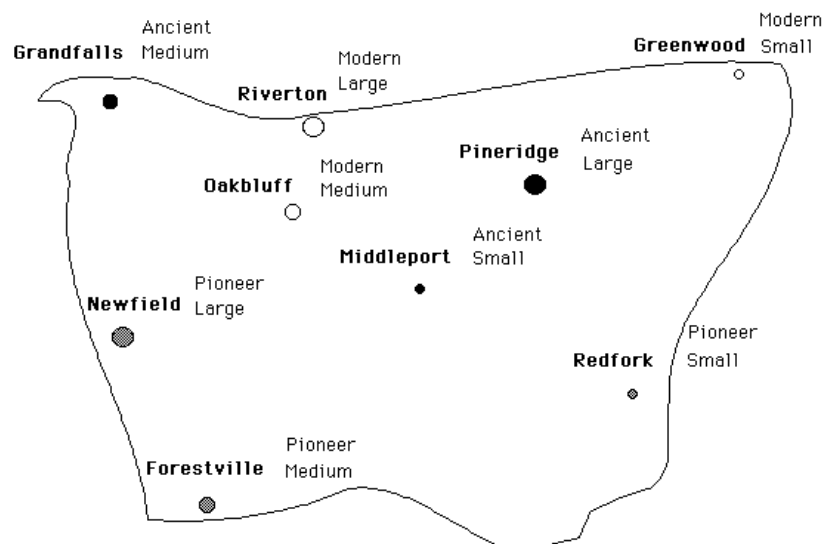 Ancient
Grandfalls Medium
Modern
Greenwood Small
Modern
Riverton Large
Ancient
Pineridge Large
Modern
Oakbluff Medium
Ancient
Middleport Small
Pioneer
Newfield Large
Pioneer
Redfork Small
Pioneer
Forestville Medium